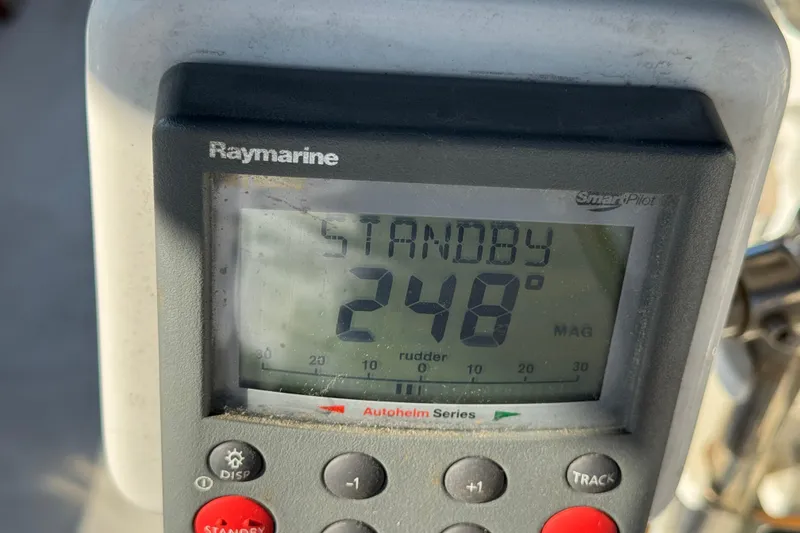 Raymarine
SmartPilot
STANDBY
248°
MAG
rudder
30 20 10 0 10 20 30
Autohelm Series
DISP -1 +1 TRACK
STANDBY